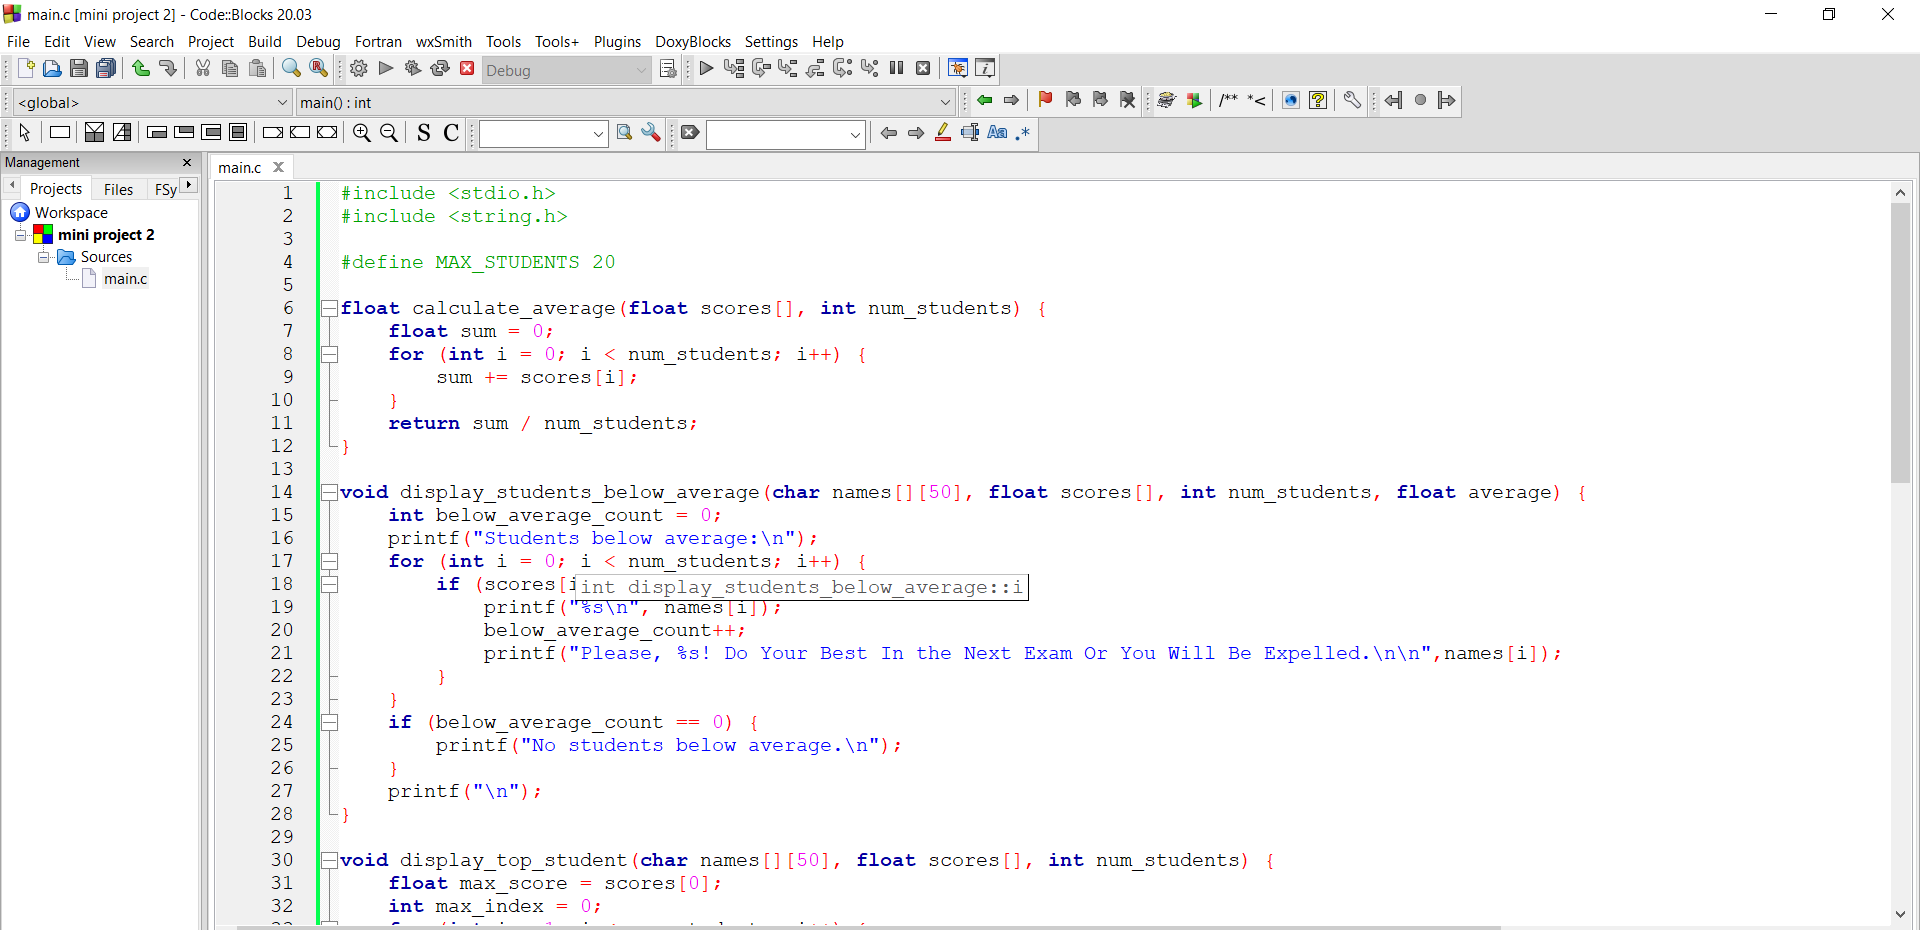 main.c [mini project 2] - Code::Blocks 20.03
File Edit View Search Project Build Debug Fortran wxSmith Tools Tools+ Plugins DoxyBlocks Settings Help
Debug
<global> main() : int /** *<
S C Aa .*
Management
Projects Files FSy
Workspace
mini project 2
Sources
main.c
main.c
1 #include <stdio.h>
2 #include <string.h>
3
4 #define MAX_STUDENTS 20
5
6 float calculate_average(float scores[], int num_students) {
7 float sum = 0;
8 for (int i = 0; i < num_students; i++) {
9 sum += scores[i];
10 }
11 return sum / num_students;
12 }
13
14 void display_students_below_average(char names[][50], float scores[], int num_students, float average) {
15 int below_average_count = 0;
16 printf("Students below average:\n");
17 for (int i = 0; i < num_students; i++) {
18 if (scores[i int display_students_below_average::i
19 printf("%s\n", names[i]);
20 below_average_count++;
21 printf("Please, %s! Do Your Best In the Next Exam Or You Will Be Expelled.\n\n",names[i]);
22 }
23 }
24 if (below_average_count == 0) {
25 printf("No students below average.\n");
26 }
27 printf("\n");
28 }
29
30 void display_top_student(char names[][50], float scores[], int num_students) {
31 float max_score = scores[0];
32 int max_index = 0;